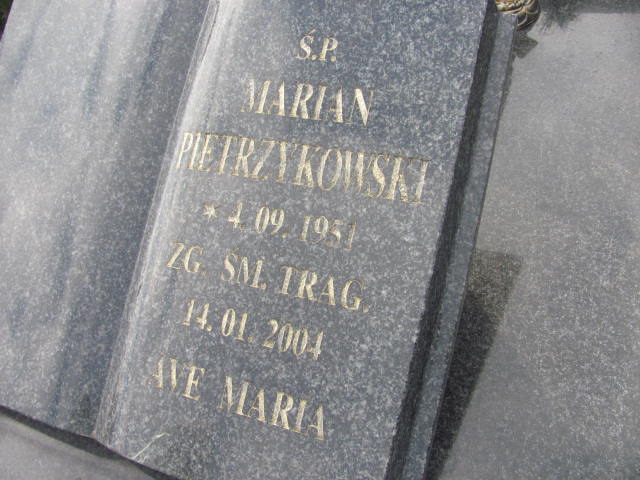 Ś.P.
MARIAN
PIETRZYKOWSKI
* 4.09.1951
ZG. ŚM. TRAG.
14.01.2004
AVE MARIA